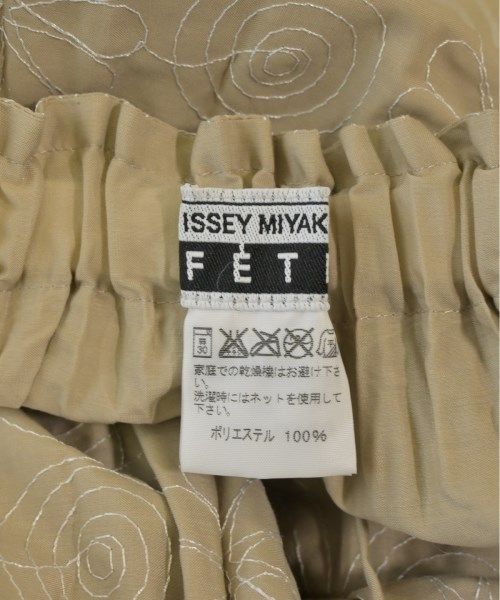 ISSEY MIYAK
FÊT
弱
30
家庭での乾燥機はお避け下さ
い。
洗濯時にはネットを使用して
下さい。
ポリエステル 100%